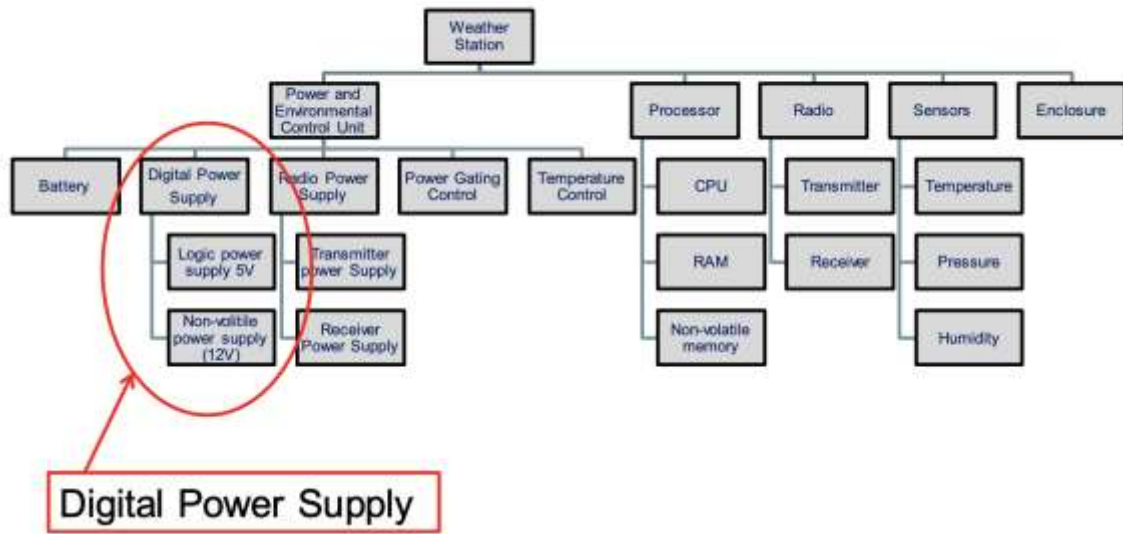 Weather
Station
Power and
Environmental
Control Unit
Processor
Radio
Sensors
Enclosure
Battery
Digital Power
Supply
Radio Power
Supply
Power Gating
Control
Temperature
Control
CPU
Transmitter
Temperature
Logic power
supply 5V
Transmitter
power Supply
RAM
Receiver
Pressure
Non-volitile
power supply
(12V)
Receiver
Power Supply
Non-volatile
memory
Humidity
Digital Power Supply